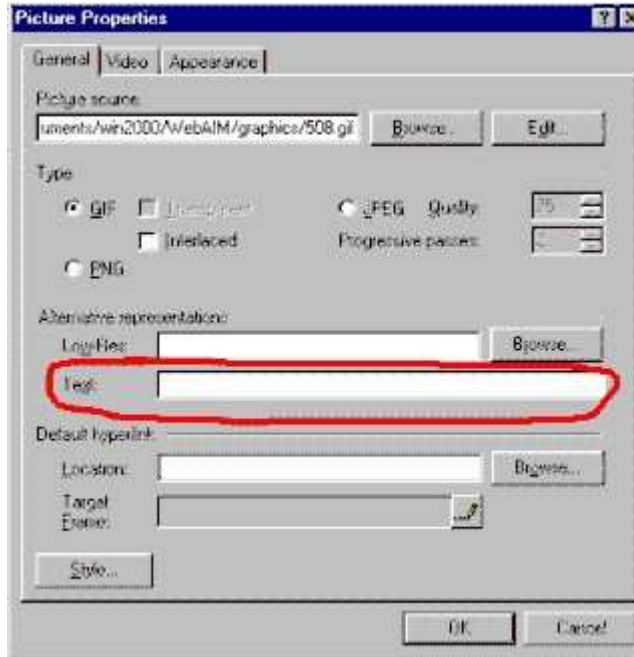 Picture Properties
General Video Appearance
Picture source:
uments/win2000/WebAIM/graphics/508.gif Browse... Edit...
Type
GIF Transparent JPEG Quality: 75
Interlaced Progressive passes:
PNG
Alternative representations:
Low-Res: Browse...
Text:
Default hyperlink
Location: Browse...
Target
Frame:
Style...
OK Cancel